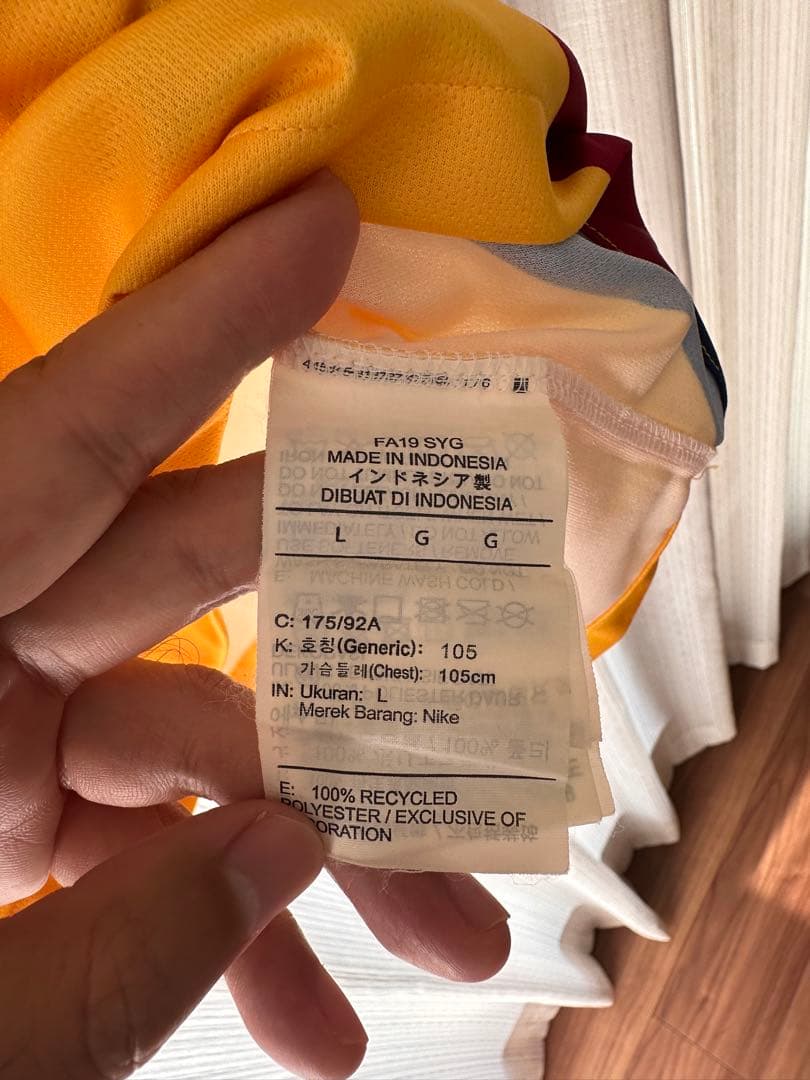 1/6
FA19 SYG
MADE IN INDONESIA
インドネシア製
DIBUAT DI INDONESIA
L G G
C: 175/92A
K: 호칭(Generic): 105
가슴둘레(Chest): 105cm
IN: Ukuran: L
Merek Barang: Nike
E: 100% RECYCLED
POLYESTER / EXCLUSIVE OF
ORATION